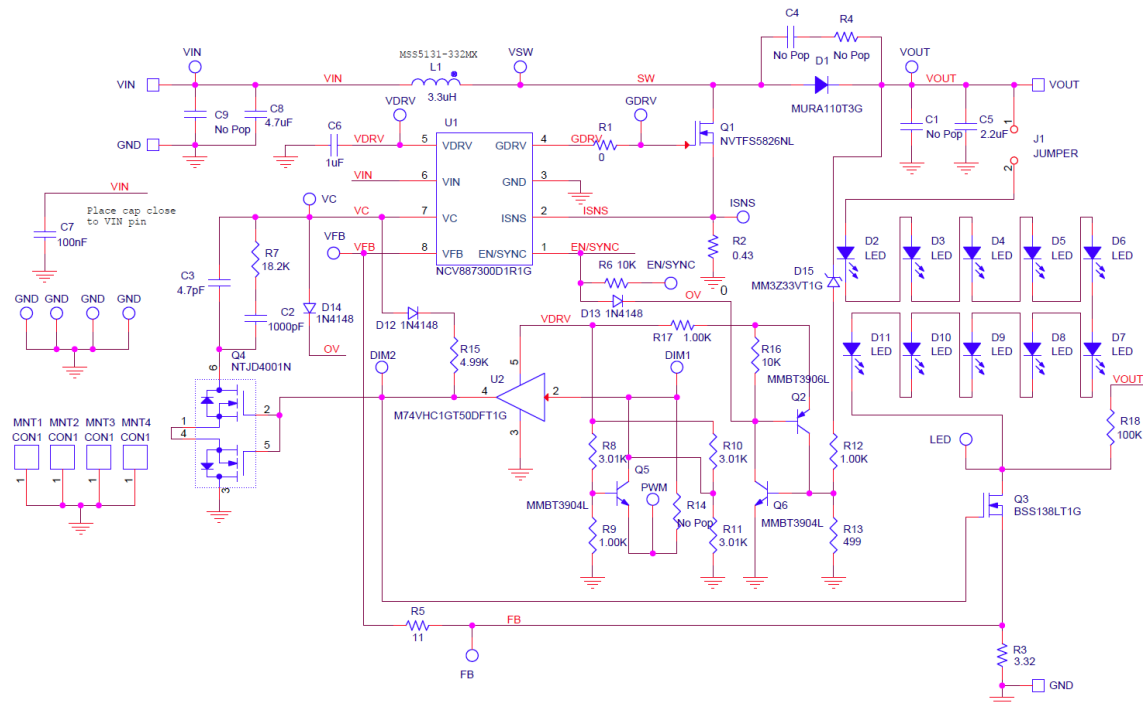 MSS5131-332MX
L1
3.3uH
VIN
VIN
VIN
VSW
SW
C4
No Pop
R4
No Pop
D1
MURA110T3G
VOUT
VOUT
VOUT
C9
No Pop
C8
4.7uF
GND
C6
1uF
VDRV
VDRV
U1
5
VDRV
GDRV
4
GDRV
R1
0
GDRV
Q1
NVTFS5826NL
C1
No Pop
C5
2.2uF
1
2
J1
JUMPER
VIN
6
VIN
GND
3
VIN
Place cap close
to VIN pin
C7
100nF
VC
VC
7
VC
ISNS
2
ISNS
ISNS
VFB
VFB
8
VFB
EN/SYNC
1
EN/SYNC
NCV887300D1R1G
R2
0.43
0
R7
18.2K
C3
4.7pF
C2
1000pF
D14
1N4148
OV
R6 10K
EN/SYNC
D13 1N4148
OV
D15
MM3Z33VT1G
D2
LED
D3
LED
D4
LED
D5
LED
D6
LED
D11
LED
D10
LED
D9
LED
D8
LED
D7
LED
GND
GND
GND
GND
D12 1N4148
R15
4.99K
VDRV
R17 1.00K
R16
10K
MMBT3906L
Q2
VOUT
R18
100K
Q4
NTJD4001N
6
2
1
4
5
3
DIM2
U2
5
4
2
3
M74VHC1GT50DFT1G
DIM1
R12
1.00K
LED
MNT1
CON1
MNT2
CON1
MNT3
CON1
MNT4
CON1
1
1
1
1
R8
3.01K
R10
3.01K
Q5
MMBT3904L
PWM
R14
No Pop
Q6
MMBT3904L
R9
1.00K
R11
3.01K
R13
499
Q3
BSS138LT1G
R5
11
FB
FB
R3
3.32
GND